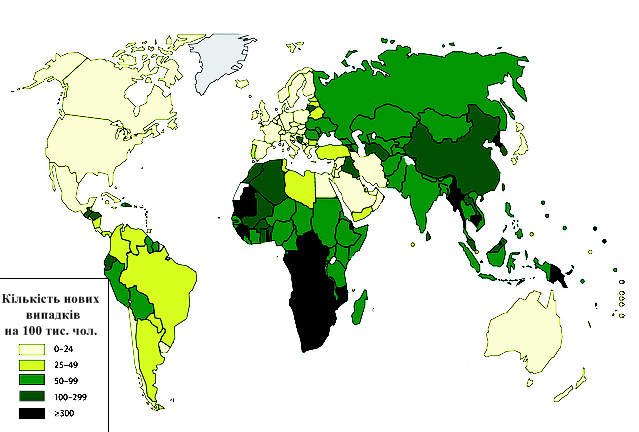 Кількість нових
випадків
на 100 тис. чол.
0–24
25–49
50–99
100–299
≥300